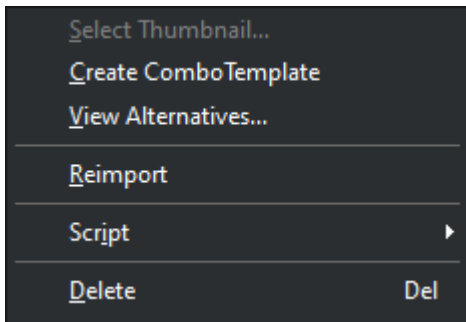 Select Thumbnail...
Create ComboTemplate
View Alternatives...
Reimport
Script
Delete Del